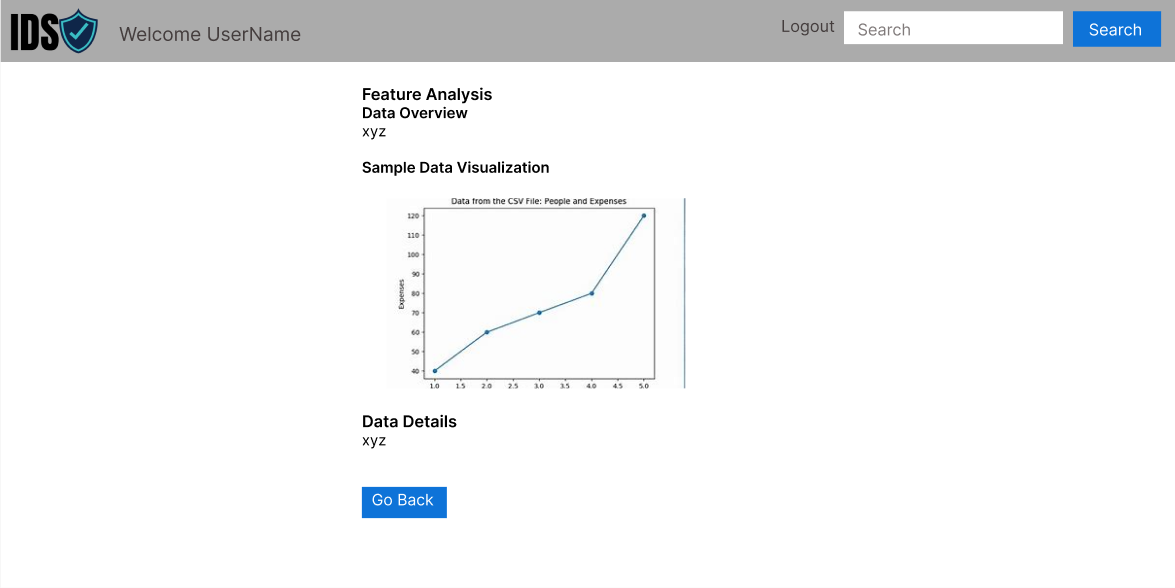 IDS
Welcome UserName
Logout
Search
Search
Feature Analysis
Data Overview
xyz
Sample Data Visualization
Data from the CSV File: People and Expenses
120
110
100
90
80
70
60
50
40
Expenses
1.0 1.5 2.0 2.5 3.0 3.5 4.0 4.5 5.0
Data Details
xyz
Go Back